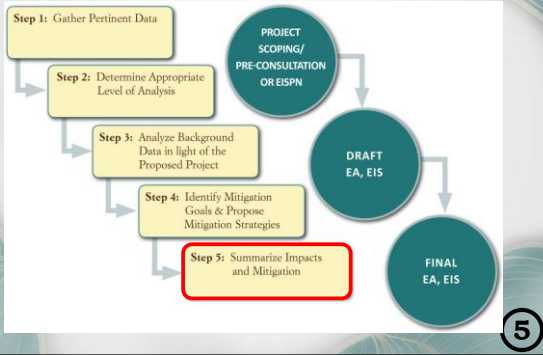 Step 1: Gather Pertinent Data
Step 2: Determine Appropriate
Level of Analysis
Step 3: Analyze Background
Data in light of the
Proposed Project
Step 4: Identify Mitigation
Goals & Propose
Mitigation Strategies
Step 5: Summarize Impacts
and Mitigation
PROJECT
SCOPING/
PRE-CONSULTATION
OR EISPN
DRAFT
EA, EIS
FINAL
EA, EIS
5